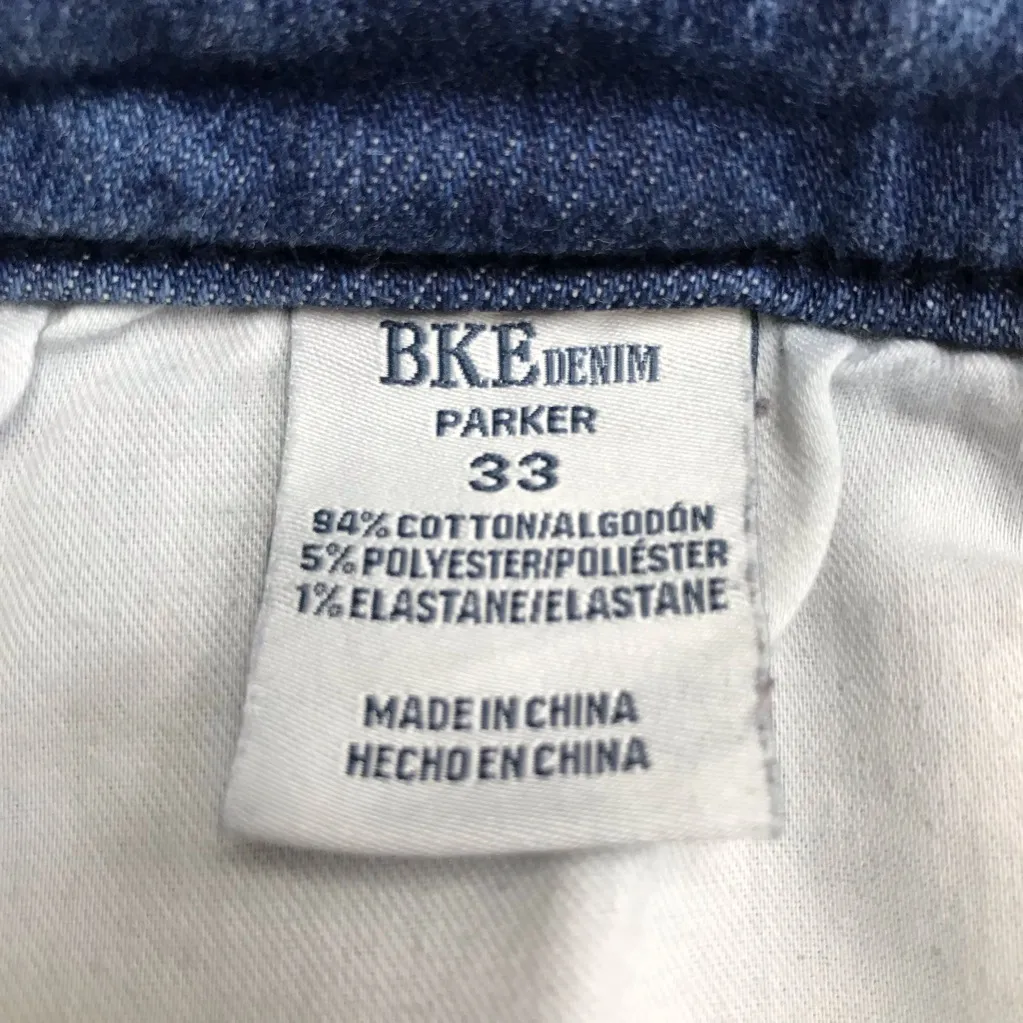 BKE DENIM
PARKER
33
94% COTTON/ALGODÓN
5% POLYESTER/POLIÉSTER
1% ELASTANE/ELASTANE
MADE IN CHINA
HECHO EN CHINA